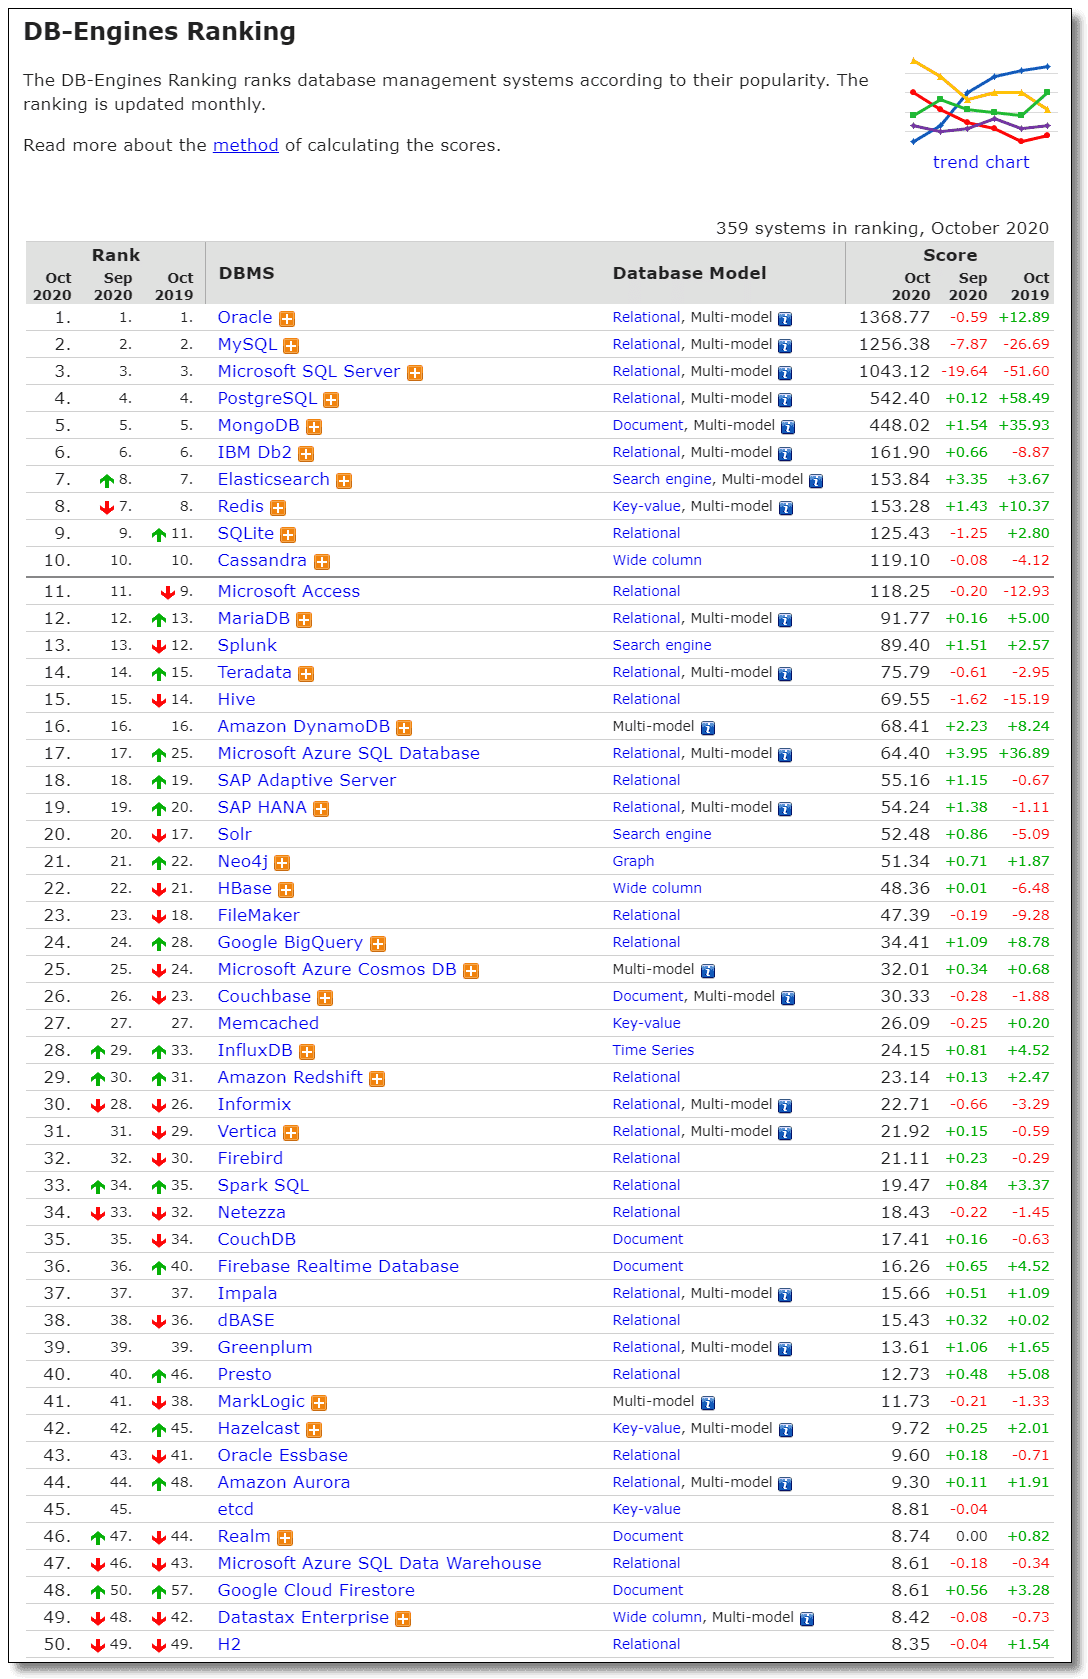 DB-Engines Ranking
The DB-Engines Ranking ranks database management systems according to their popularity. The
ranking is updated monthly.
Read more about the method of calculating the scores.
trend chart
359 systems in ranking, October 2020
Rank DBMS Database Model Score
Oct 2020 Sep 2020 Oct 2019 Oct 2020 Sep 2020 Oct 2019
1. 1. 1. Oracle Relational, Multi-model 1368.77 -0.59 +12.89
2. 2. 2. MySQL Relational, Multi-model 1256.38 -7.87 -26.69
3. 3. 3. Microsoft SQL Server Relational, Multi-model 1043.12 -19.64 -51.60
4. 4. 4. PostgreSQL Relational, Multi-model 542.40 +0.12 +58.49
5. 5. 5. MongoDB Document, Multi-model 448.02 +1.54 +35.93
6. 6. 6. IBM Db2 Relational, Multi-model 161.90 +0.66 -8.87
7. 8. 7. Elasticsearch Search engine, Multi-model 153.84 +3.35 +3.67
8. 7. 8. Redis Key-value, Multi-model 153.28 +1.43 +10.37
9. 9. 11. SQLite Relational 125.43 -1.25 +2.80
10. 10. 10. Cassandra Wide column 119.10 -0.08 -4.12
11. 11. 9. Microsoft Access Relational 118.25 -0.20 -12.93
12. 12. 13. MariaDB Relational, Multi-model 91.77 +0.16 +5.00
13. 13. 12. Splunk Search engine 89.40 +1.51 +2.57
14. 14. 15. Teradata Relational, Multi-model 75.79 -0.61 -2.95
15. 15. 14. Hive Relational 69.55 -1.62 -15.19
16. 16. 16. Amazon DynamoDB Multi-model 68.41 +2.23 +8.24
17. 17. 25. Microsoft Azure SQL Database Relational, Multi-model 64.40 +3.95 +36.89
18. 18. 19. SAP Adaptive Server Relational 55.16 +1.15 -0.67
19. 19. 20. SAP HANA Relational, Multi-model 54.24 +1.38 -1.11
20. 20. 17. Solr Search engine 52.48 +0.86 -5.09
21. 21. 22. Neo4j Graph 51.34 +0.71 +1.87
22. 22. 21. HBase Wide column 48.36 +0.01 -6.48
23. 23. 18. FileMaker Relational 47.39 -0.19 -9.28
24. 24. 28. Google BigQuery Relational 34.41 +1.09 +8.78
25. 25. 24. Microsoft Azure Cosmos DB Multi-model 32.01 +0.34 +0.68
26. 26. 23. Couchbase Document, Multi-model 30.33 -0.28 -1.88
27. 27. 27. Memcached Key-value 26.09 -0.25 +0.20
28. 29. 33. InfluxDB Time Series 24.15 +0.81 +4.52
29. 30. 31. Amazon Redshift Relational 23.14 +0.13 +2.47
30. 28. 26. Informix Relational, Multi-model 22.71 -0.66 -3.29
31. 31. 29. Vertica Relational, Multi-model 21.92 +0.15 -0.59
32. 32. 30. Firebird Relational 21.11 +0.23 -0.29
33. 34. 35. Spark SQL Relational 19.47 +0.84 +3.37
34. 33. 32. Netezza Relational 18.43 -0.22 -1.45
35. 35. 34. CouchDB Document 17.41 +0.16 -0.63
36. 36. 40. Firebase Realtime Database Document 16.26 +0.65 +4.52
37. 37. 37. Impala Relational, Multi-model 15.66 +0.51 +1.09
38. 38. 36. dBASE Relational 15.43 +0.32 +0.02
39. 39. 39. Greenplum Relational, Multi-model 13.61 +1.06 +1.65
40. 40. 46. Presto Relational 12.73 +0.48 +5.08
41. 41. 38. MarkLogic Multi-model 11.73 -0.21 -1.33
42. 42. 45. Hazelcast Key-value, Multi-model 9.72 +0.25 +2.01
43. 43. 41. Oracle Essbase Relational 9.60 +0.18 -0.71
44. 44. 48. Amazon Aurora Relational, Multi-model 9.30 +0.11 +1.91
45. 45. etcd Key-value 8.81 -0.04
46. 47. 44. Realm Document 8.74 0.00 +0.82
47. 46. 43. Microsoft Azure SQL Data Warehouse Relational 8.61 -0.18 -0.34
48. 50. 57. Google Cloud Firestore Document 8.61 +0.56 +3.28
49. 48. 42. Datastax Enterprise Wide column, Multi-model 8.42 -0.08 -0.73
50. 49. 49. H2 Relational 8.35 -0.04 +1.54